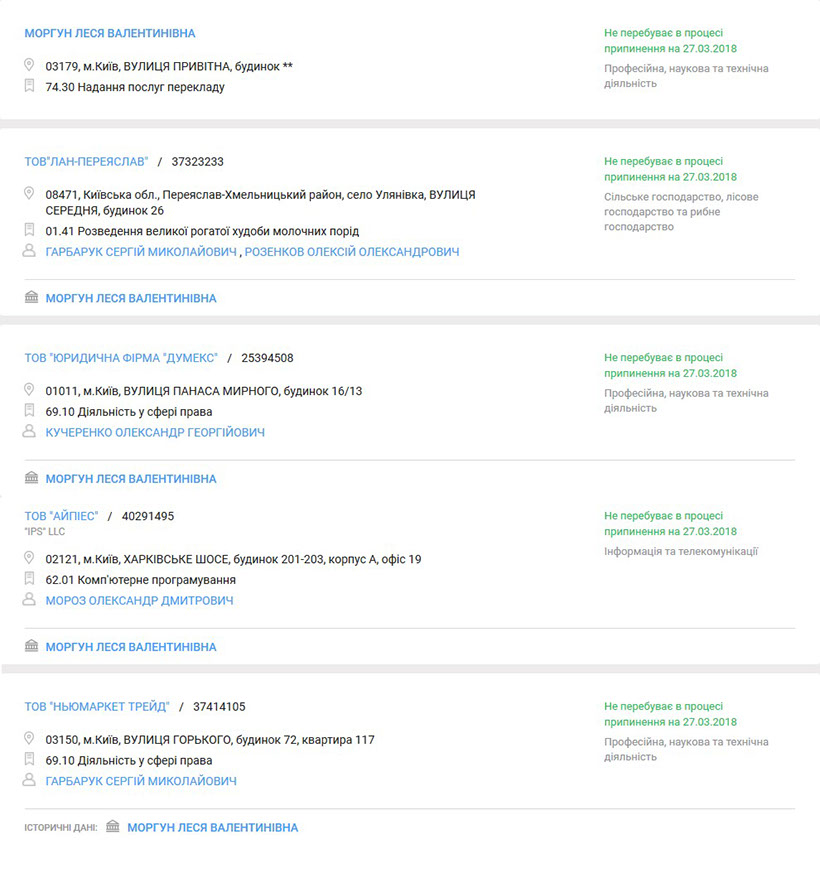 МОРГУН ЛЕСЯ ВАЛЕНТИНІВНА
Не перебуває в процесі
припинення на 27.03.2018
03179, м.Київ, ВУЛИЦЯ ПРИВІТНА, будинок **
Професійна, наукова та технічна
діяльність
74.30 Надання послуг перекладу
ТОВ"ЛАН-ПЕРЕЯСЛАВ" / 37323233
Не перебуває в процесі
припинення на 27.03.2018
08471, Київська обл., Переяслав-Хмельницький район, село Улянівка, ВУЛИЦЯ
СЕРЕДНЯ, будинок 26
Сільське господарство, лісове
господарство та рибне
господарство
01.41 Розведення великої рогатої худоби молочних порід
ГАРБАРУК СЕРГІЙ МИКОЛАЙОВИЧ , РОЗЕНКОВ ОЛЕКСІЙ ОЛЕКСАНДРОВИЧ
МОРГУН ЛЕСЯ ВАЛЕНТИНІВНА
ТОВ "ЮРИДИЧНА ФІРМА "ДУМЕКС" / 25394508
Не перебуває в процесі
припинення на 27.03.2018
01011, м.Київ, ВУЛИЦЯ ПАНАСА МИРНОГО, будинок 16/13
Професійна, наукова та технічна
діяльність
69.10 Діяльність у сфері права
КУЧЕРЕНКО ОЛЕКСАНДР ГЕОРГІЙОВИЧ
МОРГУН ЛЕСЯ ВАЛЕНТИНІВНА
ТОВ "АЙПІЕС" / 40291495
"IPS" LLC
Не перебуває в процесі
припинення на 27.03.2018
02121, м.Київ, ХАРКІВСЬКЕ ШОСЕ, будинок 201-203, корпус А, офіс 19
Інформація та телекомунікації
62.01 Комп'ютерне програмування
МОРОЗ ОЛЕКСАНДР ДМИТРОВИЧ
МОРГУН ЛЕСЯ ВАЛЕНТИНІВНА
ТОВ "НЬЮМАРКЕТ ТРЕЙД" / 37414105
Не перебуває в процесі
припинення на 27.03.2018
03150, м.Київ, ВУЛИЦЯ ГОРЬКОГО, будинок 72, квартира 117
Професійна, наукова та технічна
діяльність
69.10 Діяльність у сфері права
ГАРБАРУК СЕРГІЙ МИКОЛАЙОВИЧ
ІСТОРИЧНІ ДАНІ: МОРГУН ЛЕСЯ ВАЛЕНТИНІВНА